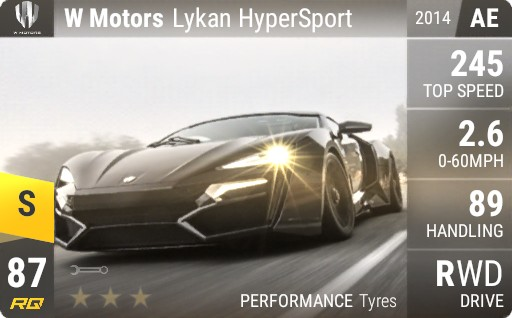 W MOTORS
W Motors Lykan HyperSport
2014 AE
245
TOP SPEED
2.6
0-60MPH
89
HANDLING
RWD
DRIVE
S
87
RQ
PERFORMANCE Tyres